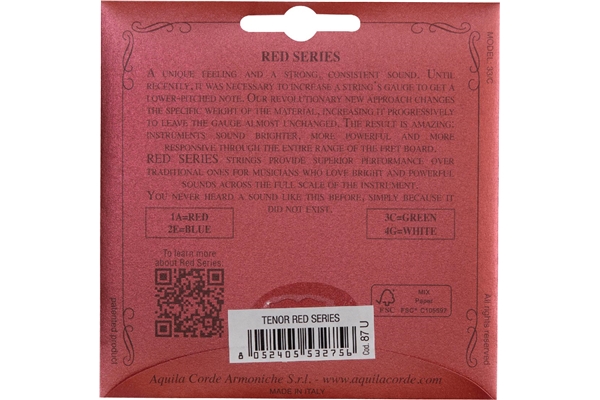 RED SERIES
A UNIQUE FEELING AND A STRONG, CONSISTENT SOUND. UNTIL
RECENTLY, IT WAS NECESSARY TO INCREASE A STRING'S GAUGE TO GET A
LOWER-PITCHED NOTE. OUR REVOLUTIONARY NEW APPROACH CHANGES
THE SPECIFIC WEIGHT OF THE MATERIAL, INCREASING IT PROGRESSIVELY
TO LEAVE THE GAUGE ALMOST UNCHANGED. THE RESULT IS AMAZING:
INSTRUMENTS SOUND BRIGHTER, MORE POWERFUL AND MORE
RESPONSIVE THROUGH THE ENTIRE RANGE OF THE FRET BOARD.
RED SERIES STRINGS PROVIDE SUPERIOR PERFORMANCE OVER
TRADITIONAL ONES FOR MUSICIANS WHO LOVE BRIGHT AND POWERFUL
SOUNDS ACROSS THE FULL SCALE OF THE INSTRUMENT.
YOU NEVER HEARD A SOUND LIKE THIS BEFORE, SIMPLY BECAUSE IT
DID NOT EXIST.
1A=RED
2E=BLUE
3C=GREEN
4G=WHITE
To learn more
about Red Series.
FSC
MIX
Paper
patented product
All rights reserved
TENOR RED SERIES
8 052405 532756
Cod. 87 U
Aquila Corde Armoniche S.r.l. - www.aquilacorde.com
- MADE IN ITALY -